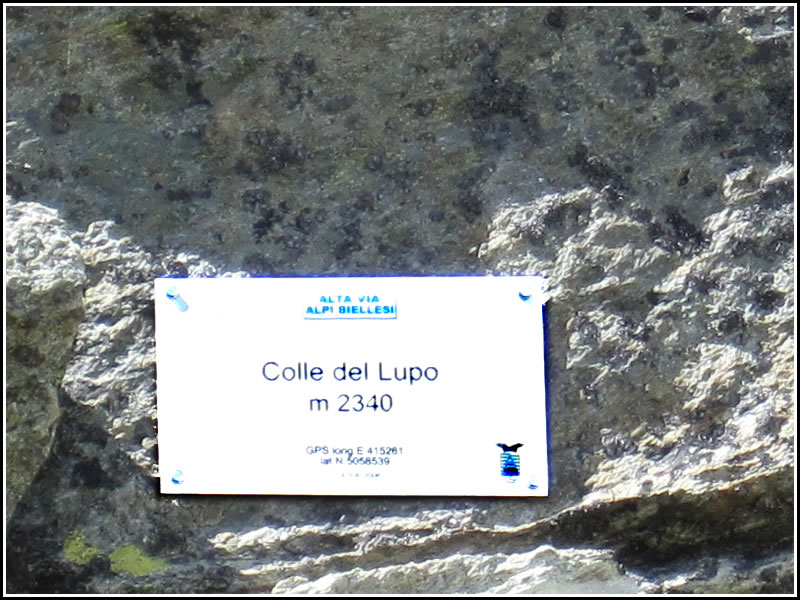 ALTA VIA
ALPI BIELLESI
Colle del Lupo
m 2340
GPS long E 415261
lat N 5058539